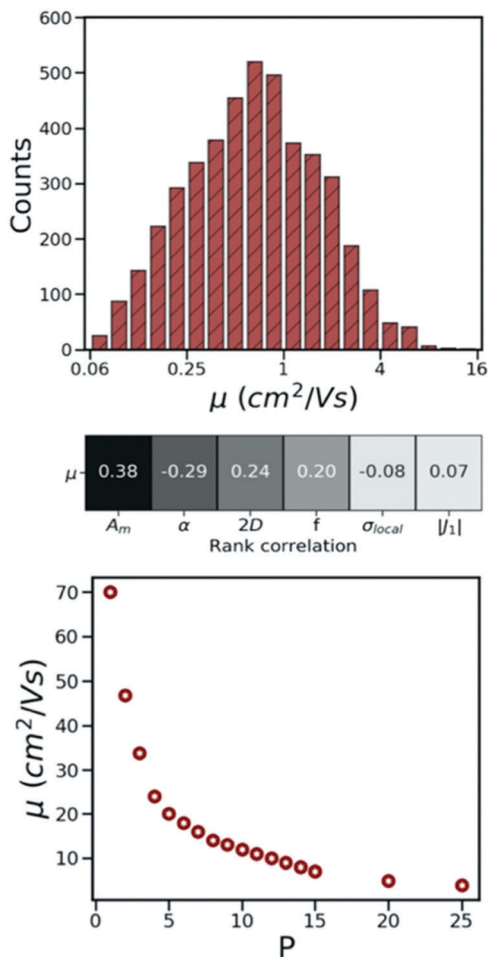 600
500
400
300
200
100
0
Counts
0.06 0.25 1 4 16
μ (cm²/Vs)
μ 0.38 -0.29 0.24 0.20 -0.08 0.07
A_m α 2D f σ_local |J_1|
Rank correlation
70
60
50
40
30
20
10
μ (cm²/Vs)
0 5 10 15 20 25
P